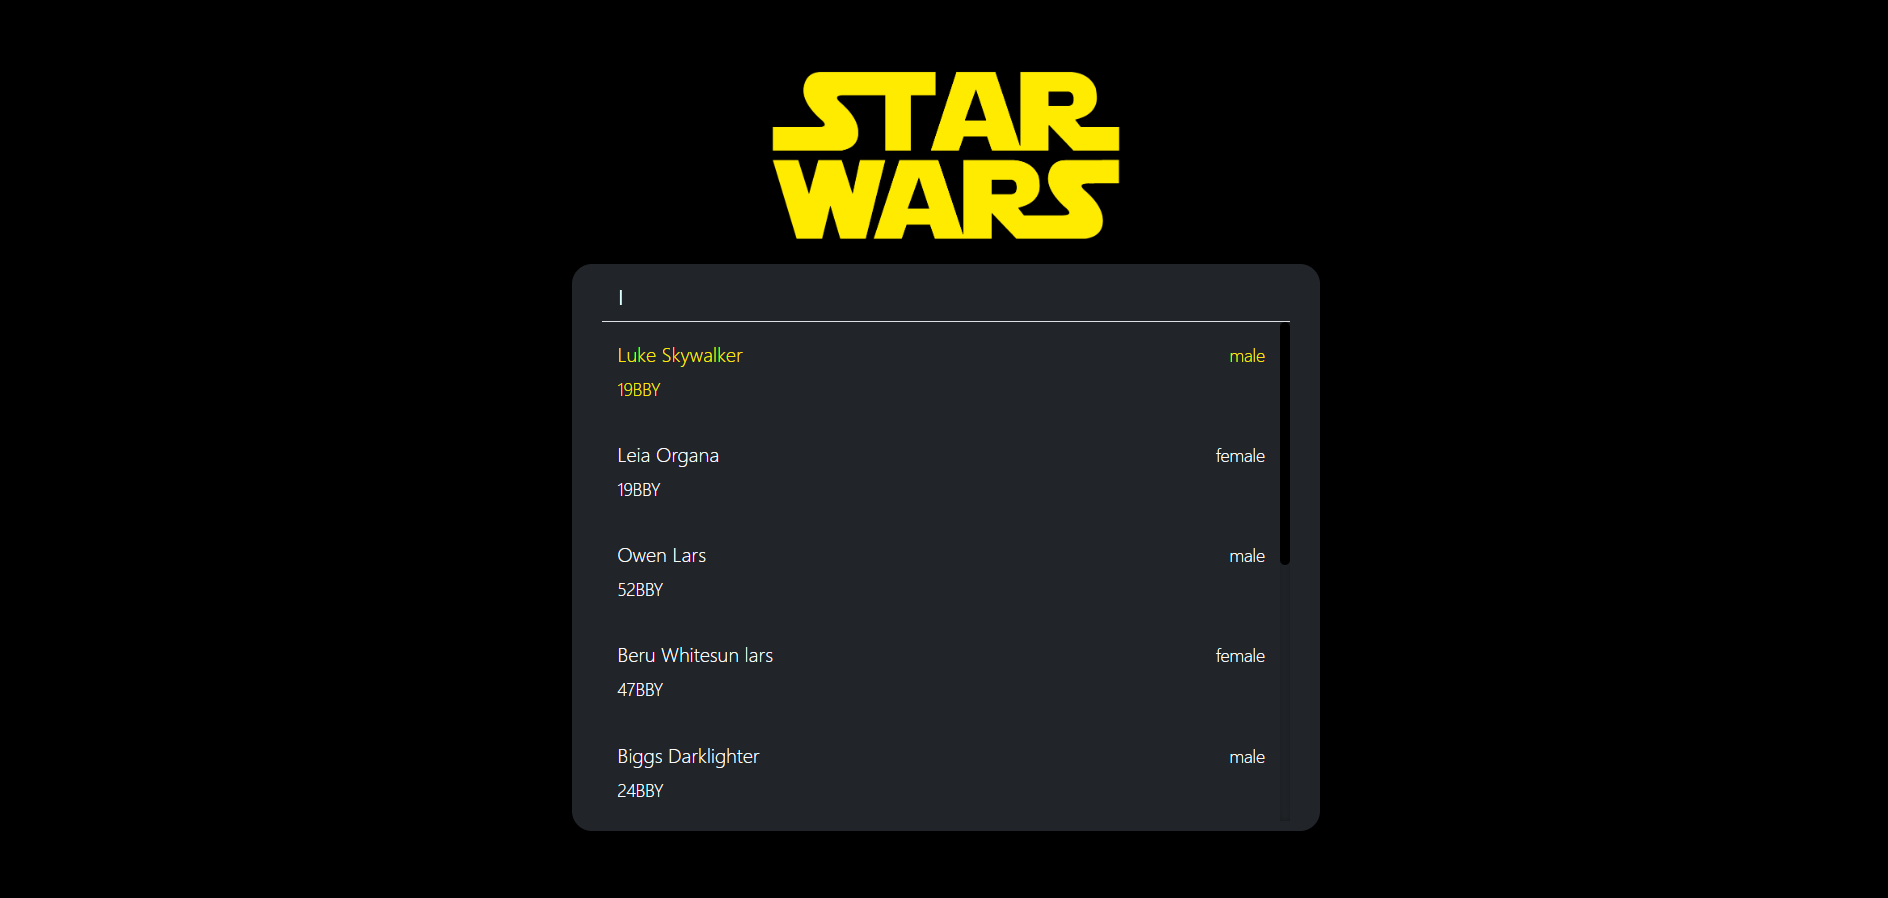 STAR
WARS
l
Luke Skywalker male
19BBY
Leia Organa female
19BBY
Owen Lars male
52BBY
Beru Whitesun lars female
47BBY
Biggs Darklighter male
24BBY